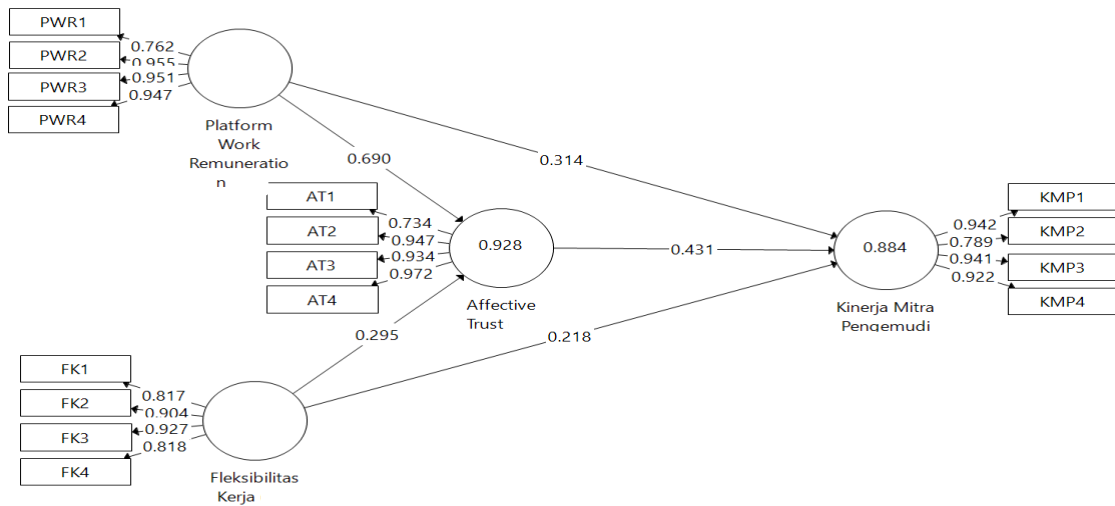 PWR1
PWR2
PWR3
PWR4
0.762
0.955
0.951
0.947
Platform
Work
Remuneratio
n
0.690
0.314
AT1
AT2
AT3
AT4
0.734
0.947
0.934
0.972
0.928
Affective
Trust
0.431
0.884
Kinerja Mitra
Pengemudi
0.942
0.789
0.941
0.922
KMP1
KMP2
KMP3
KMP4
0.295
0.218
FK1
FK2
FK3
FK4
0.817
0.904
0.927
0.818
Fleksibilitas
Kerja